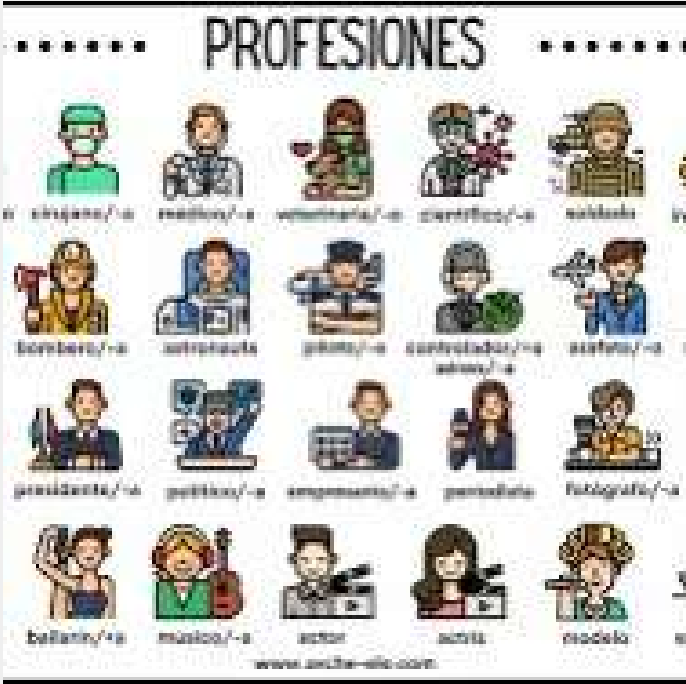 PROFESIONES
cirujano/-a médico/-a veterinario/-a científico/-a soldado
bombero/-a astronauta piloto/-a controlador/-a azafato/-a
aéreo/-a
presidente/-a político/-a empresario/-a periodista fotógrafo/-a
bailarín/-a músico/-a actor actriz modelo